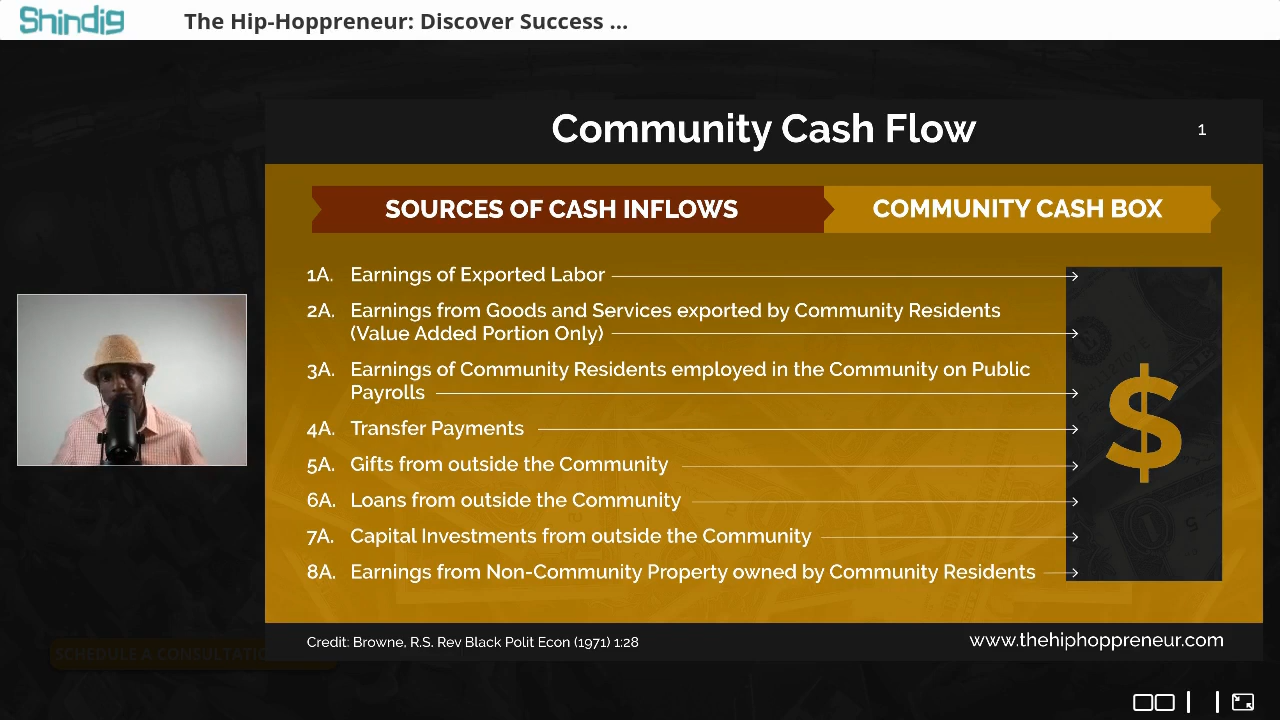 Shindig
The Hip-Hoppreneur: Discover Success ...
Community Cash Flow
1
SOURCES OF CASH INFLOWS
COMMUNITY CASH BOX
1A. Earnings of Exported Labor
2A. Earnings from Goods and Services exported by Community Residents
(Value Added Portion Only)
3A. Earnings of Community Residents employed in the Community on Public
Payrolls
4A. Transfer Payments
5A. Gifts from outside the Community
6A. Loans from outside the Community
7A. Capital Investments from outside the Community
8A. Earnings from Non-Community Property owned by Community Residents
$
Credit: Browne, R.S. Rev Black Polit Econ (1971) 1:28
www.thehiphoppreneur.com
SCHEDULE A